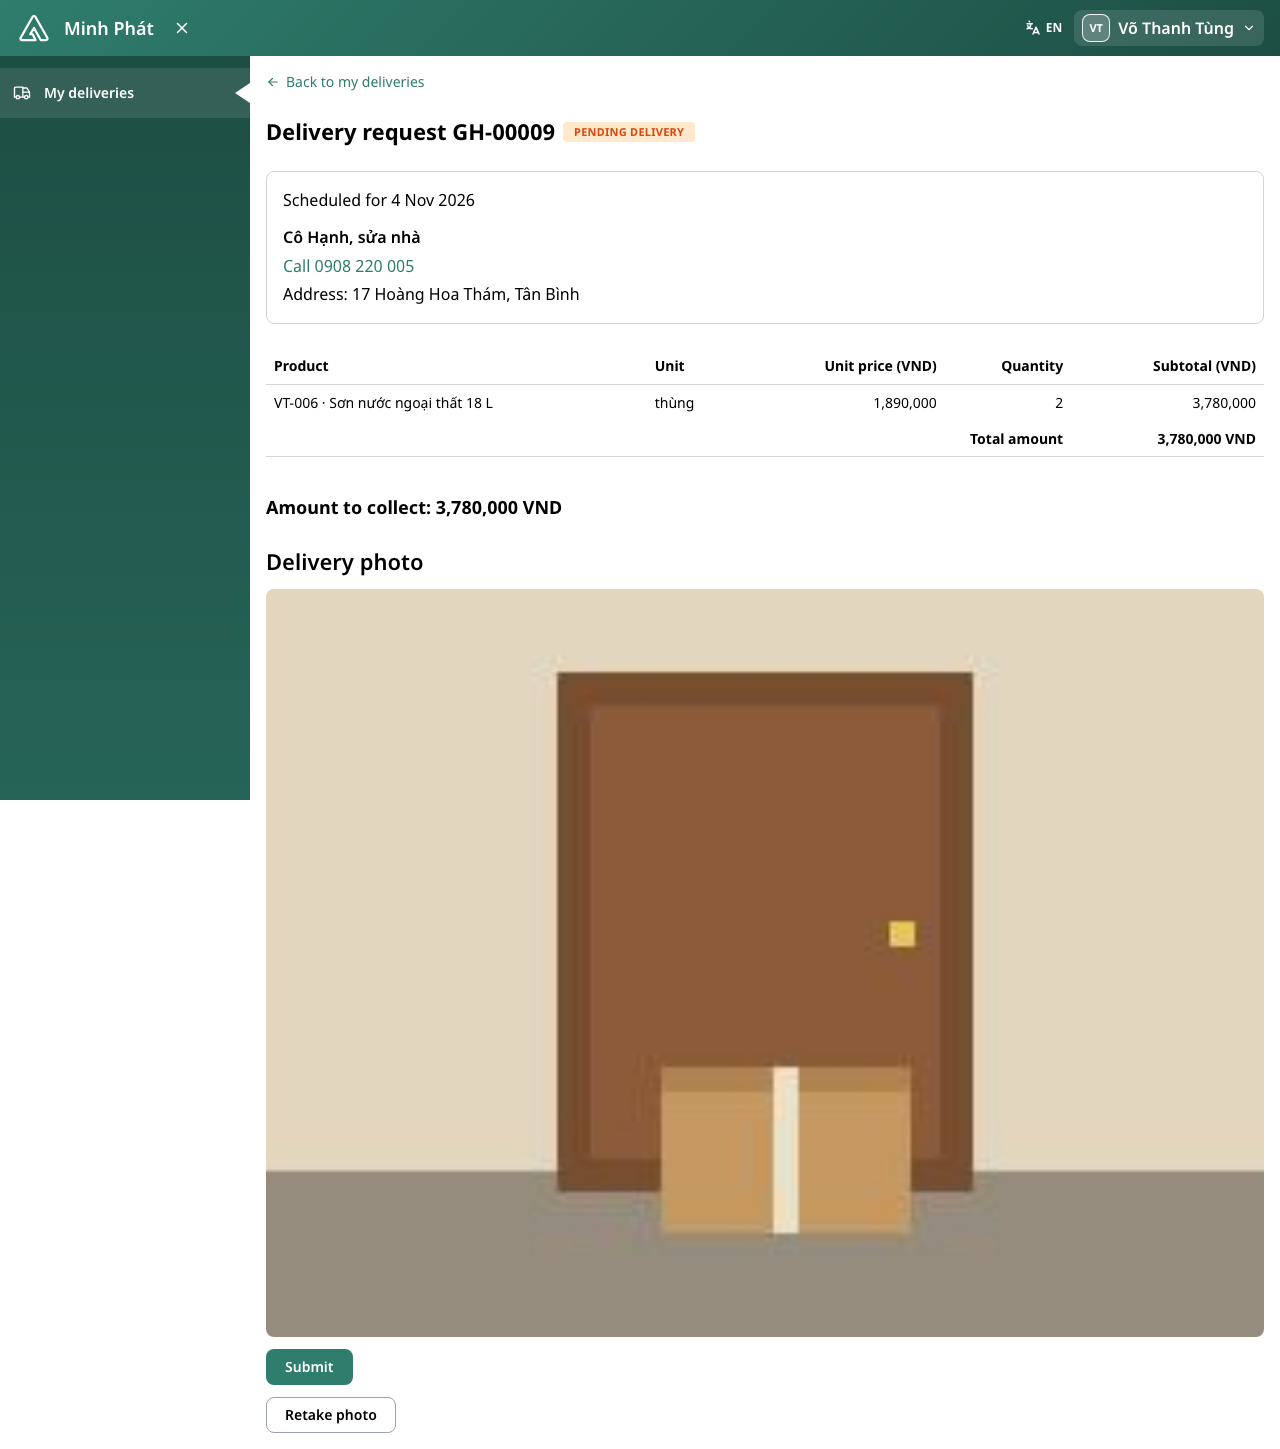 Minh Phát
EN
VT
Võ Thanh Tùng
My deliveries
Back to my deliveries
Delivery request GH-00009
PENDING DELIVERY
Scheduled for 4 Nov 2026
Cô Hạnh, sửa nhà
Call 0908 220 005
Address: 17 Hoàng Hoa Thám, Tân Bình
Product Unit Unit price (VND) Quantity Subtotal (VND)
VT-006 · Sơn nước ngoại thất 18 L thùng 1,890,000 2 3,780,000
Total amount 3,780,000 VND
Amount to collect: 3,780,000 VND
Delivery photo
Submit
Retake photo